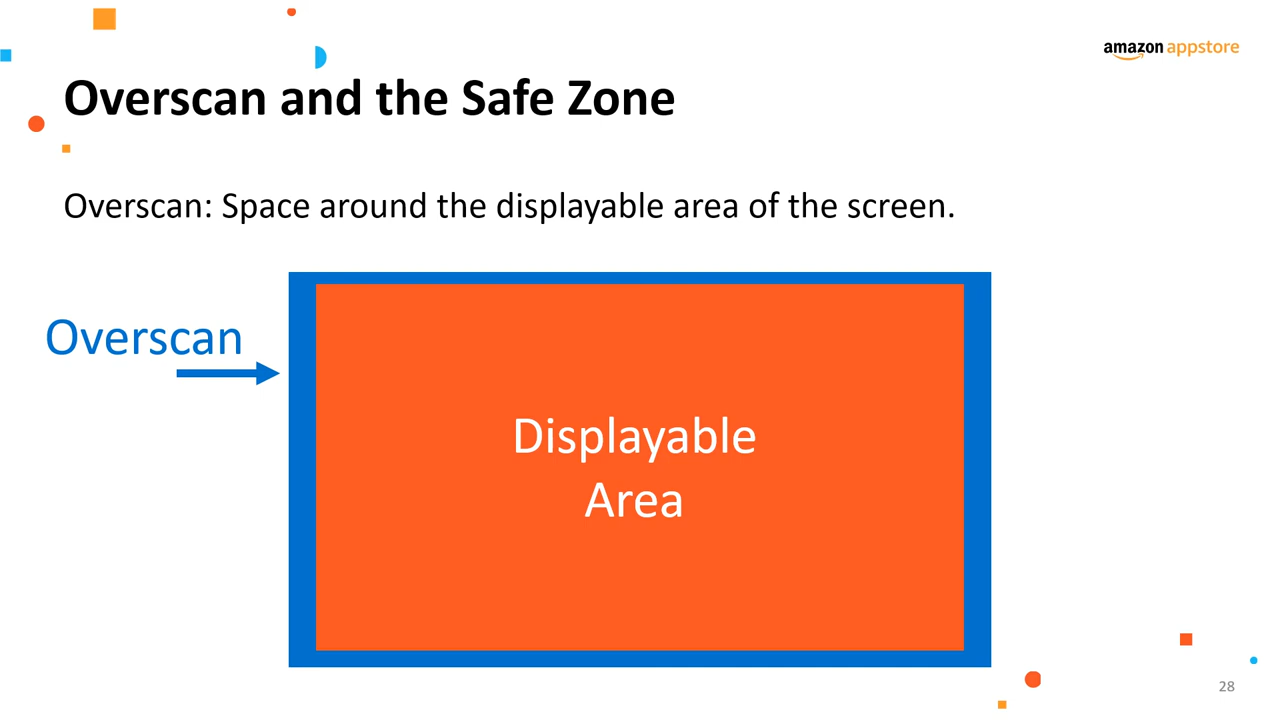 amazon appstore
Overscan and the Safe Zone
Overscan: Space around the displayable area of the screen.
Overscan
Displayable
Area
28